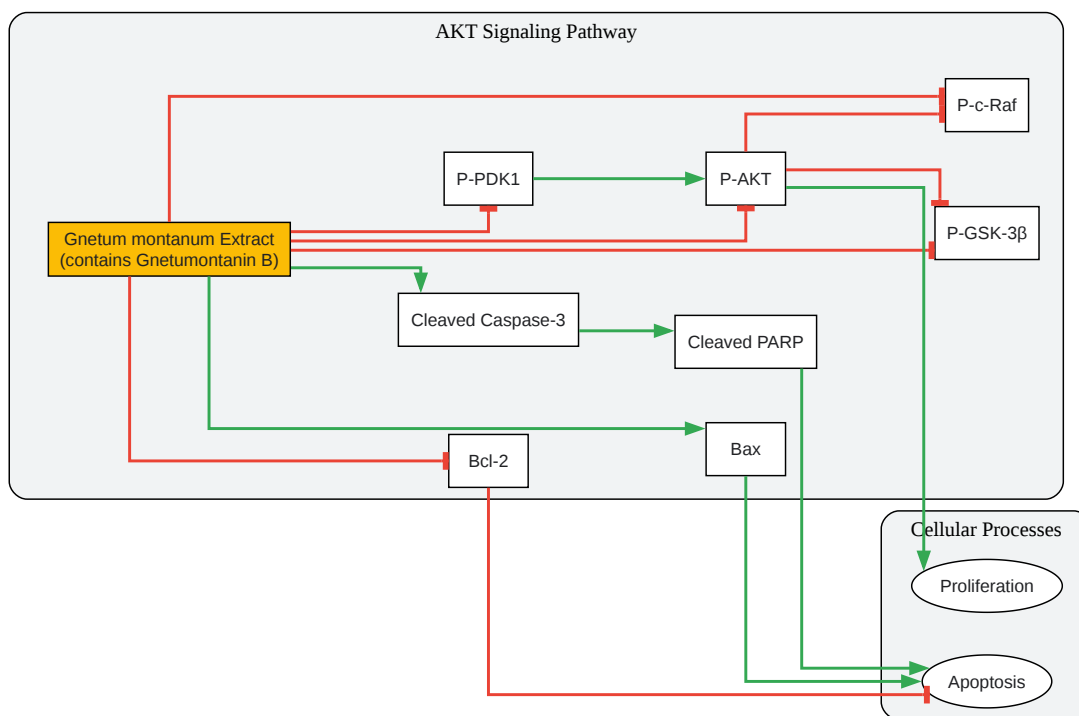 AKT Signaling Pathway
P-c-Raf
P-PDK1
P-AKT
P-GSK-3β
Gnetum montanum Extract
(contains Gnetumontanin B)
Cleaved Caspase-3
Cleaved PARP
Bax
Bcl-2
Cellular Processes
Proliferation
Apoptosis